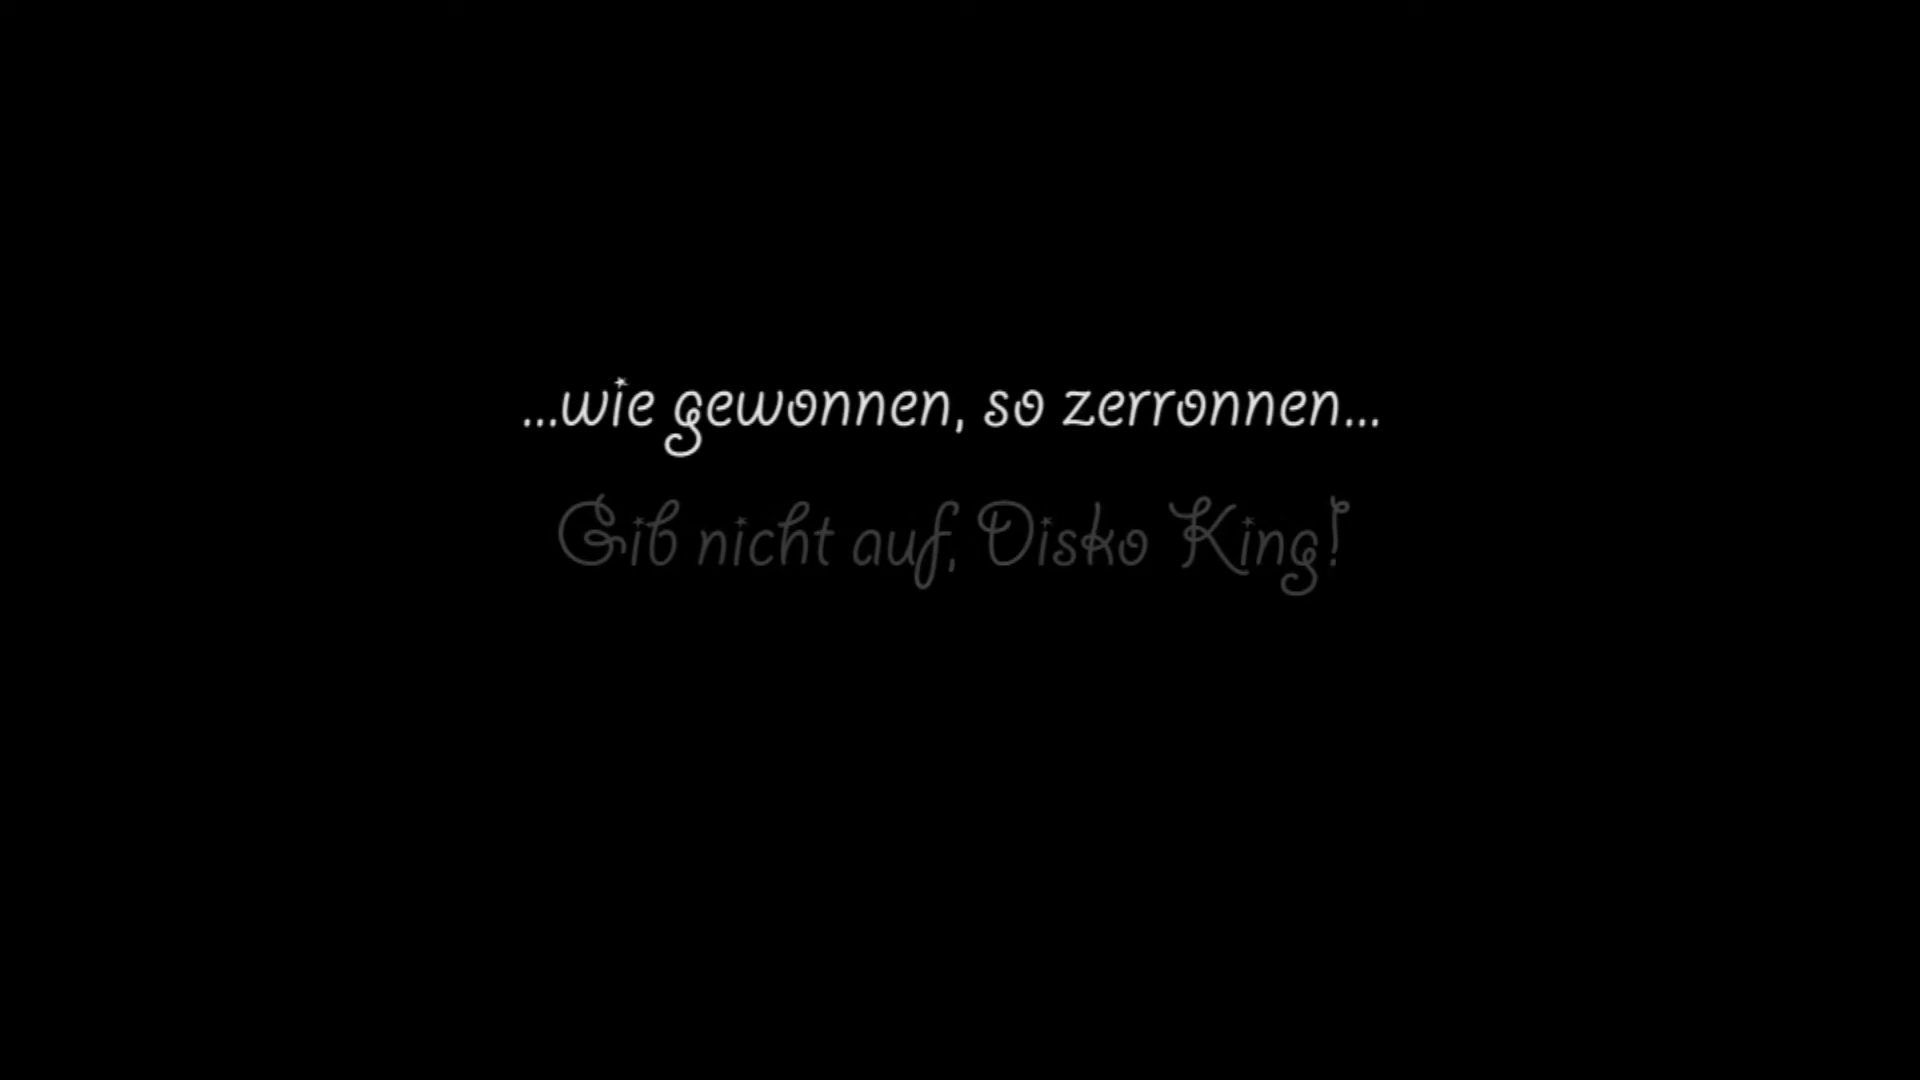 ...wie gewonnen, so zerronnen...
Gib nicht auf, Disko King!